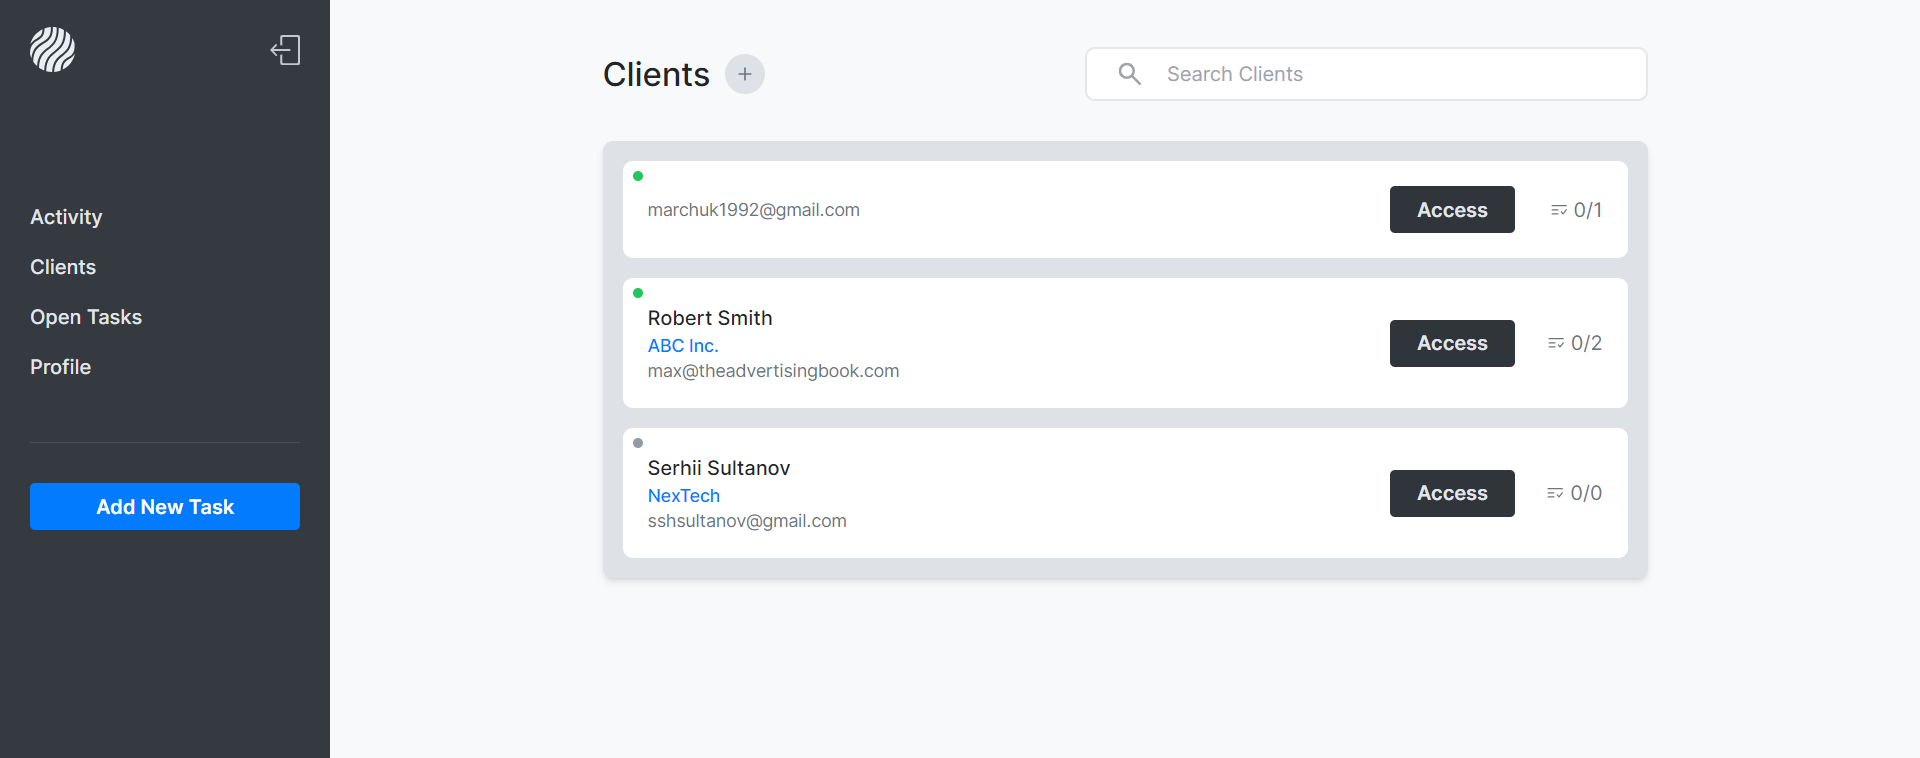 Activity
Clients
Open Tasks
Profile
Add New Task
Clients
Search Clients
marchuk1992@gmail.com
Access
0/1
Robert Smith
ABC Inc.
max@theadvertisingbook.com
Access
0/2
Serhii Sultanov
NexTech
sshsultanov@gmail.com
Access
0/0